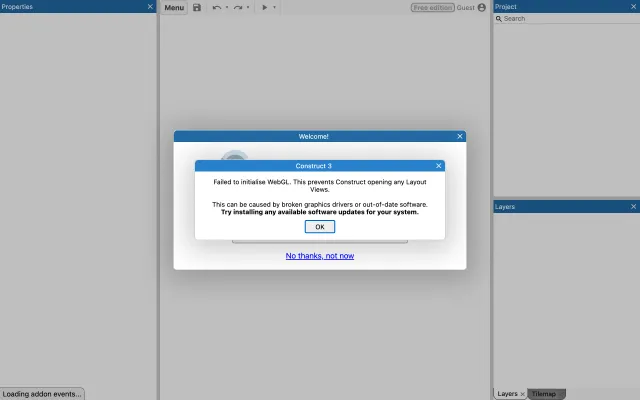 Properties
Menu
Free edition Guest
Project
Search
Welcome!
Construct 3
Failed to initialise WebGL. This prevents Construct opening any Layout
Views.
This can be caused by broken graphics drivers or out-of-date software.
Try installing any available software updates for your system.
OK
No thanks, not now
Layers
Loading addon events...
Layers
Tilemap